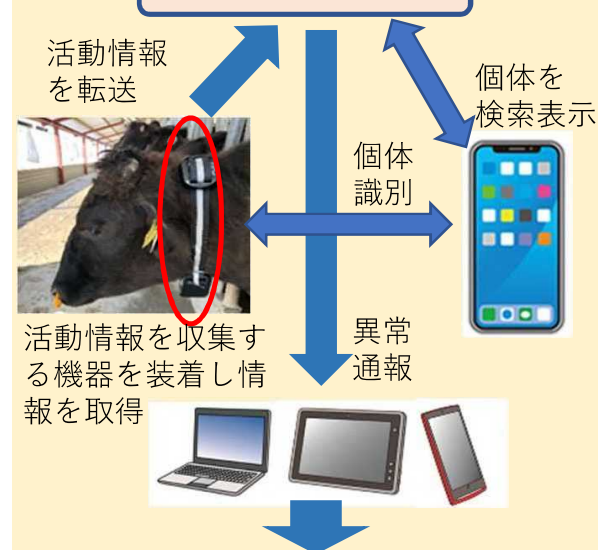 活動情報
を転送
個体を
検索表示
個体
識別
活動情報を収集す
る機器を装着し情
報を取得
異常
通報